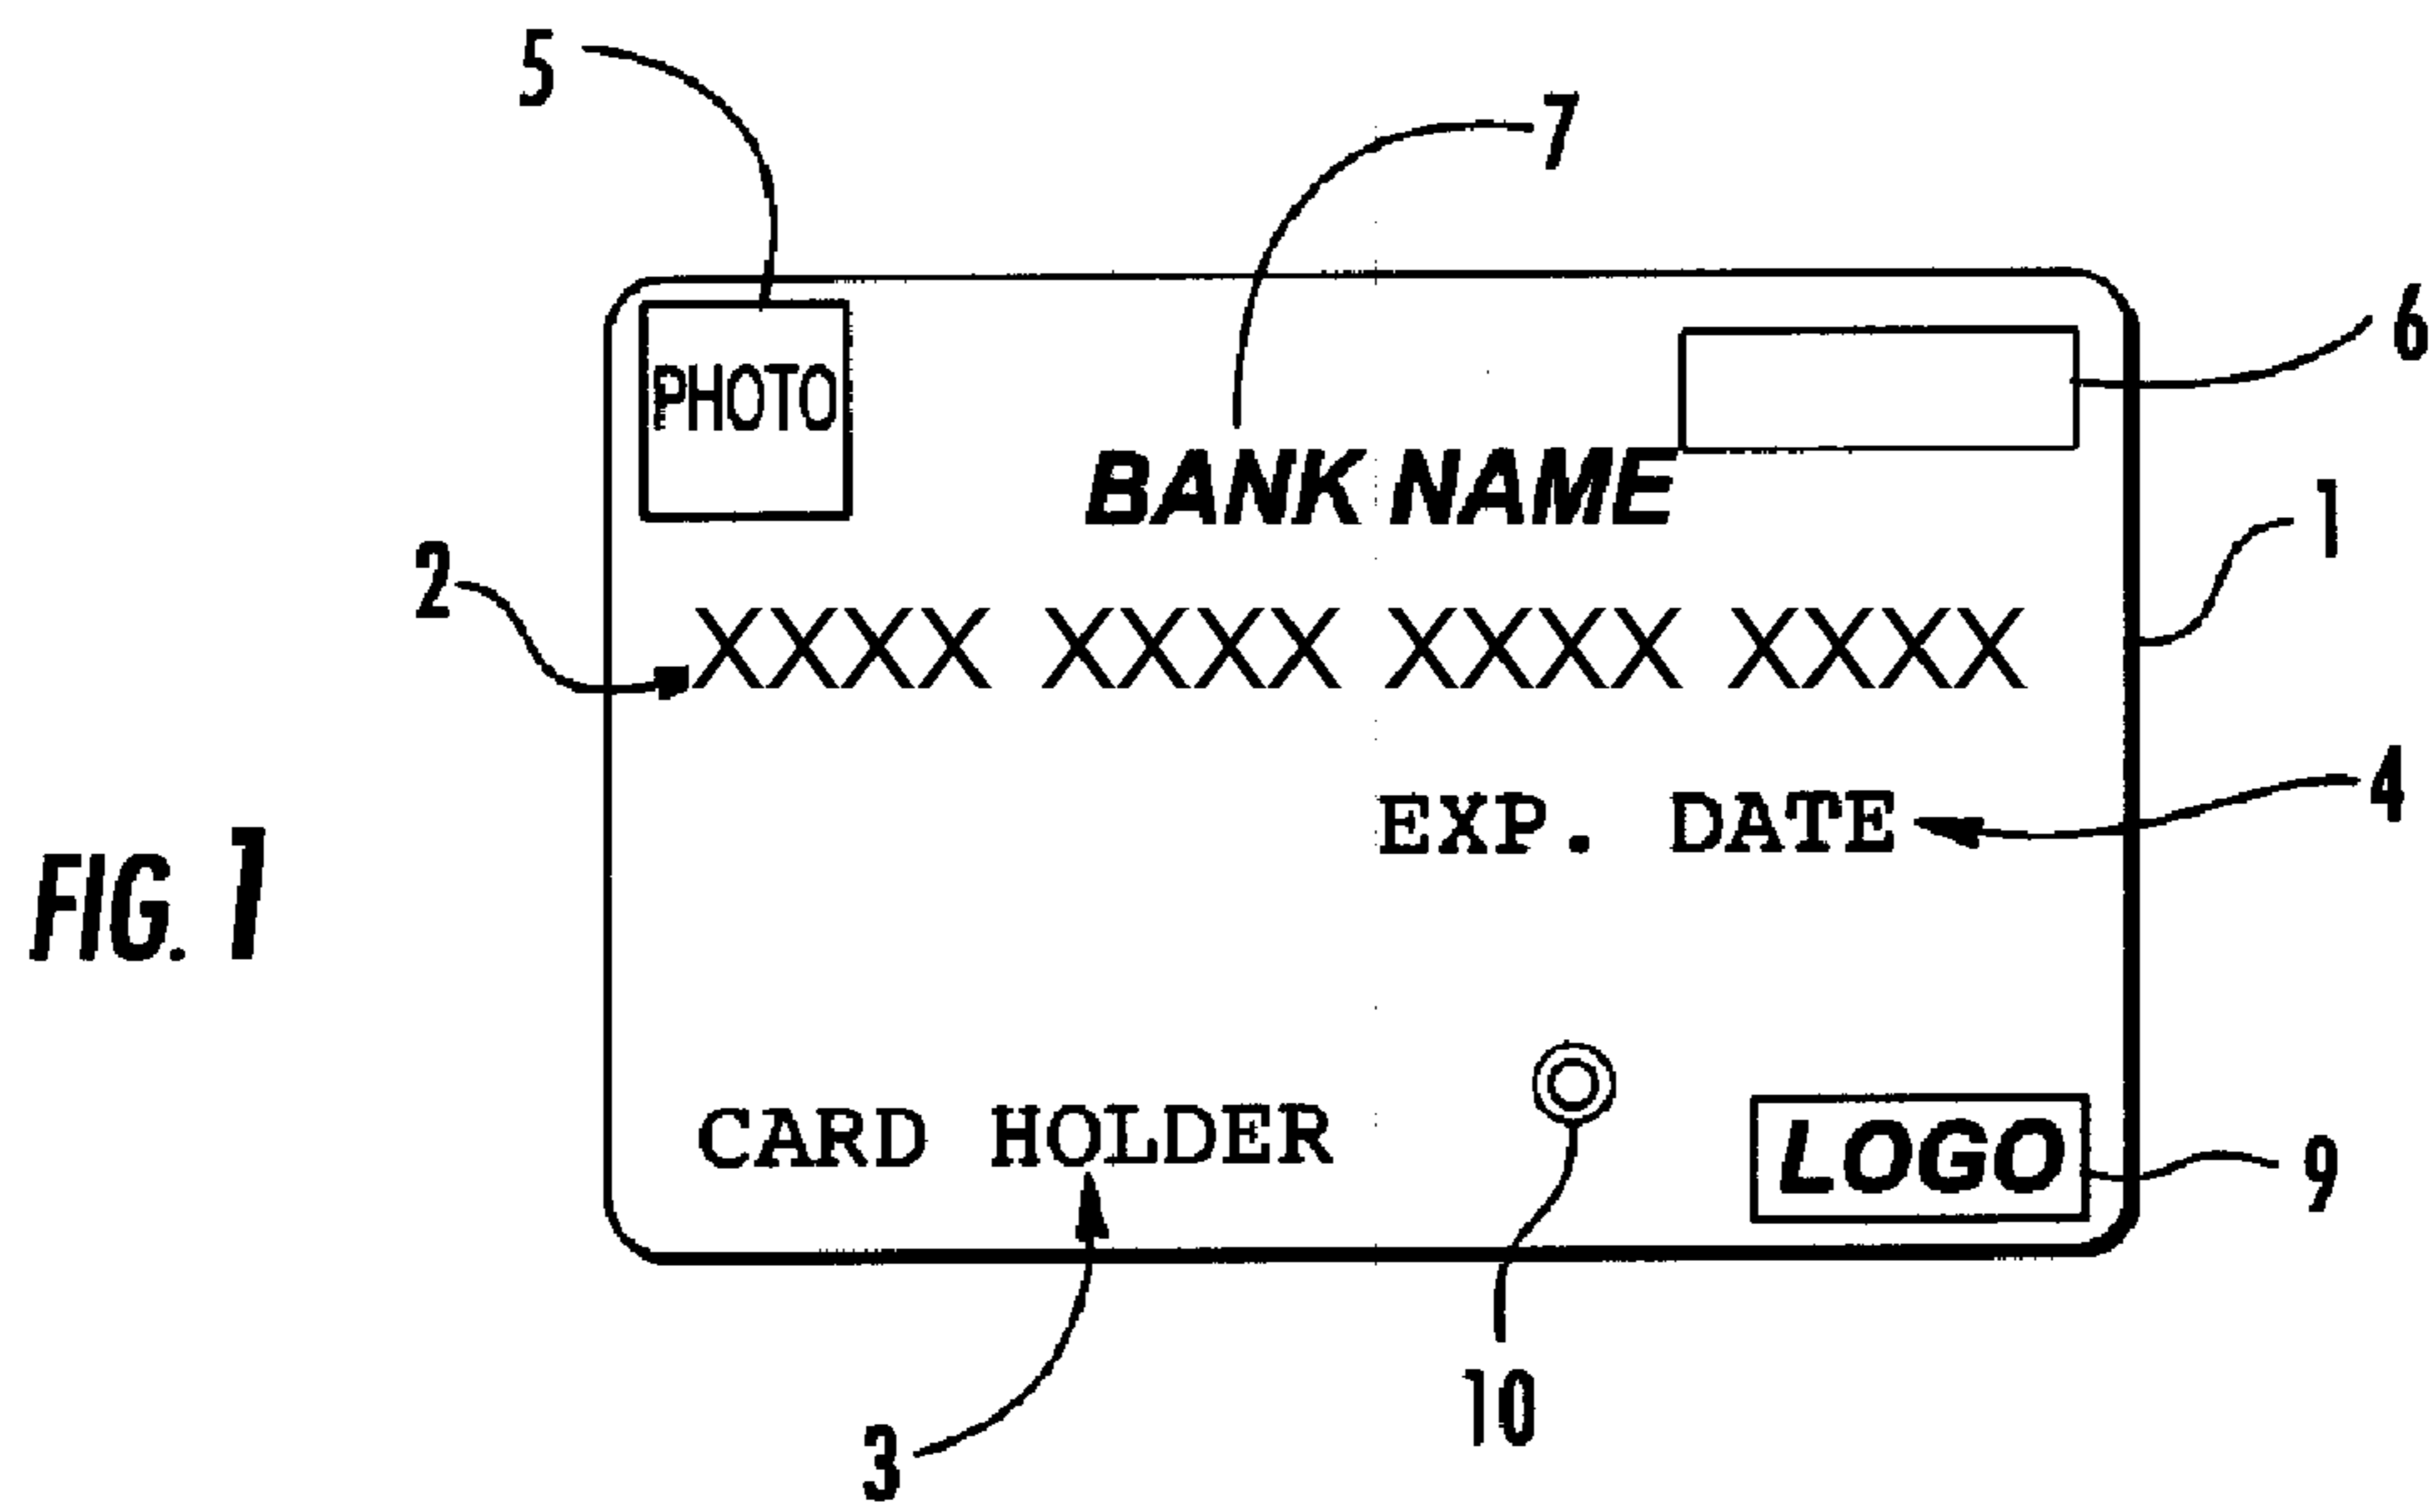 5
7
6
PHOTO
BANK NAME
1
2
XXXX XXXX XXXX XXXX
4
EXP. DATE
FIG. 1
CARD HOLDER
LOGO
9
10
3